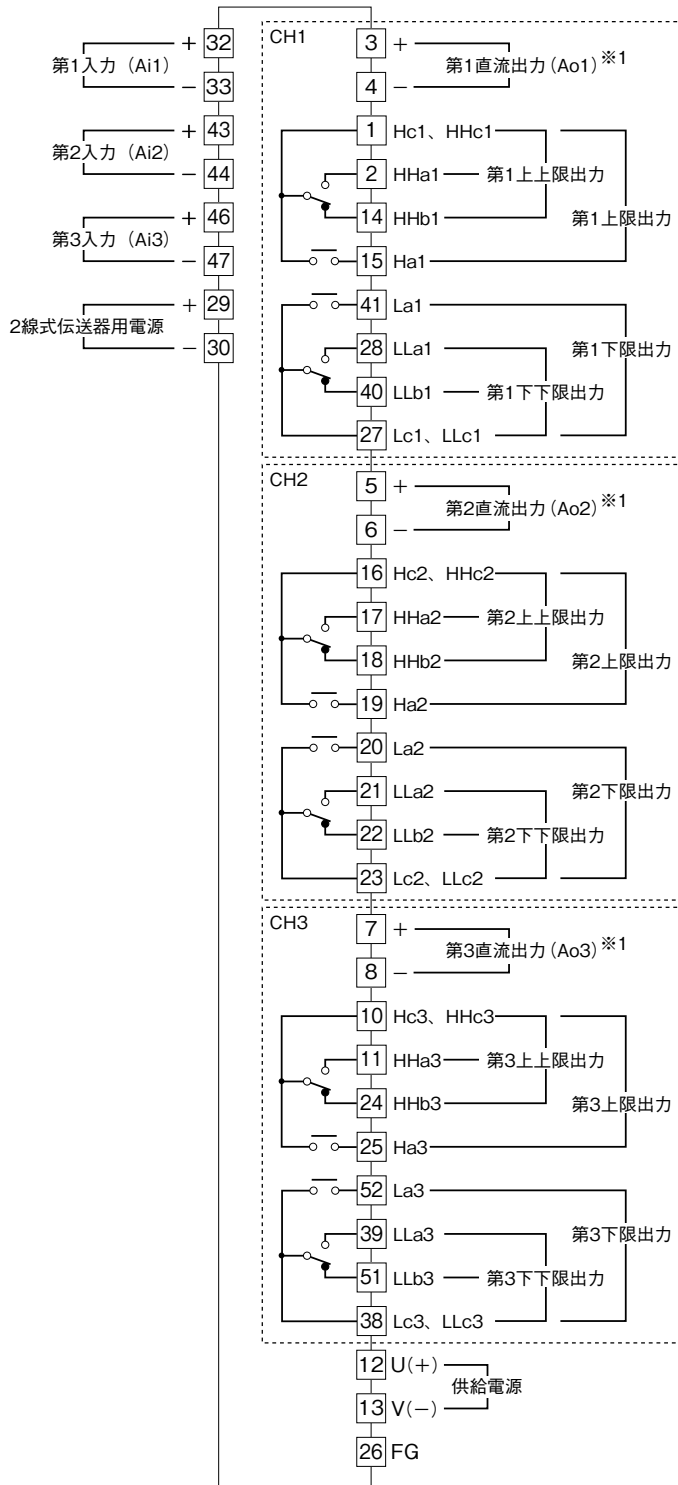 + 32
第1入力（Ai1）
− 33
+ 43
第2入力（Ai2）
− 44
+ 46
第3入力（Ai3）
− 47
+ 29
2線式伝送器用電源
− 30
CH1
3 +
第1直流出力（Ao1）※1
4 −
1 Hc1、HHc1
2 HHa1 第1上上限出力
14 HHb1
第1上限出力
15 Ha1
41 La1
28 LLa1 第1下限出力
40 LLb1 第1下下限出力
27 Lc1、LLc1
CH2
5 +
第2直流出力（Ao2）※1
6 −
16 Hc2、HHc2
17 HHa2 第2上上限出力
18 HHb2
第2上限出力
19 Ha2
20 La2
21 LLa2 第2下限出力
22 LLb2 第2下下限出力
23 Lc2、LLc2
CH3
7 +
第3直流出力（Ao3）※1
8 −
10 Hc3、HHc3
11 HHa3 第3上上限出力
24 HHb3
第3上限出力
25 Ha3
52 La3
39 LLa3 第3下限出力
51 LLb3 第3下下限出力
38 Lc3、LLc3
12 U(+)
供給電源
13 V(−)
26 FG